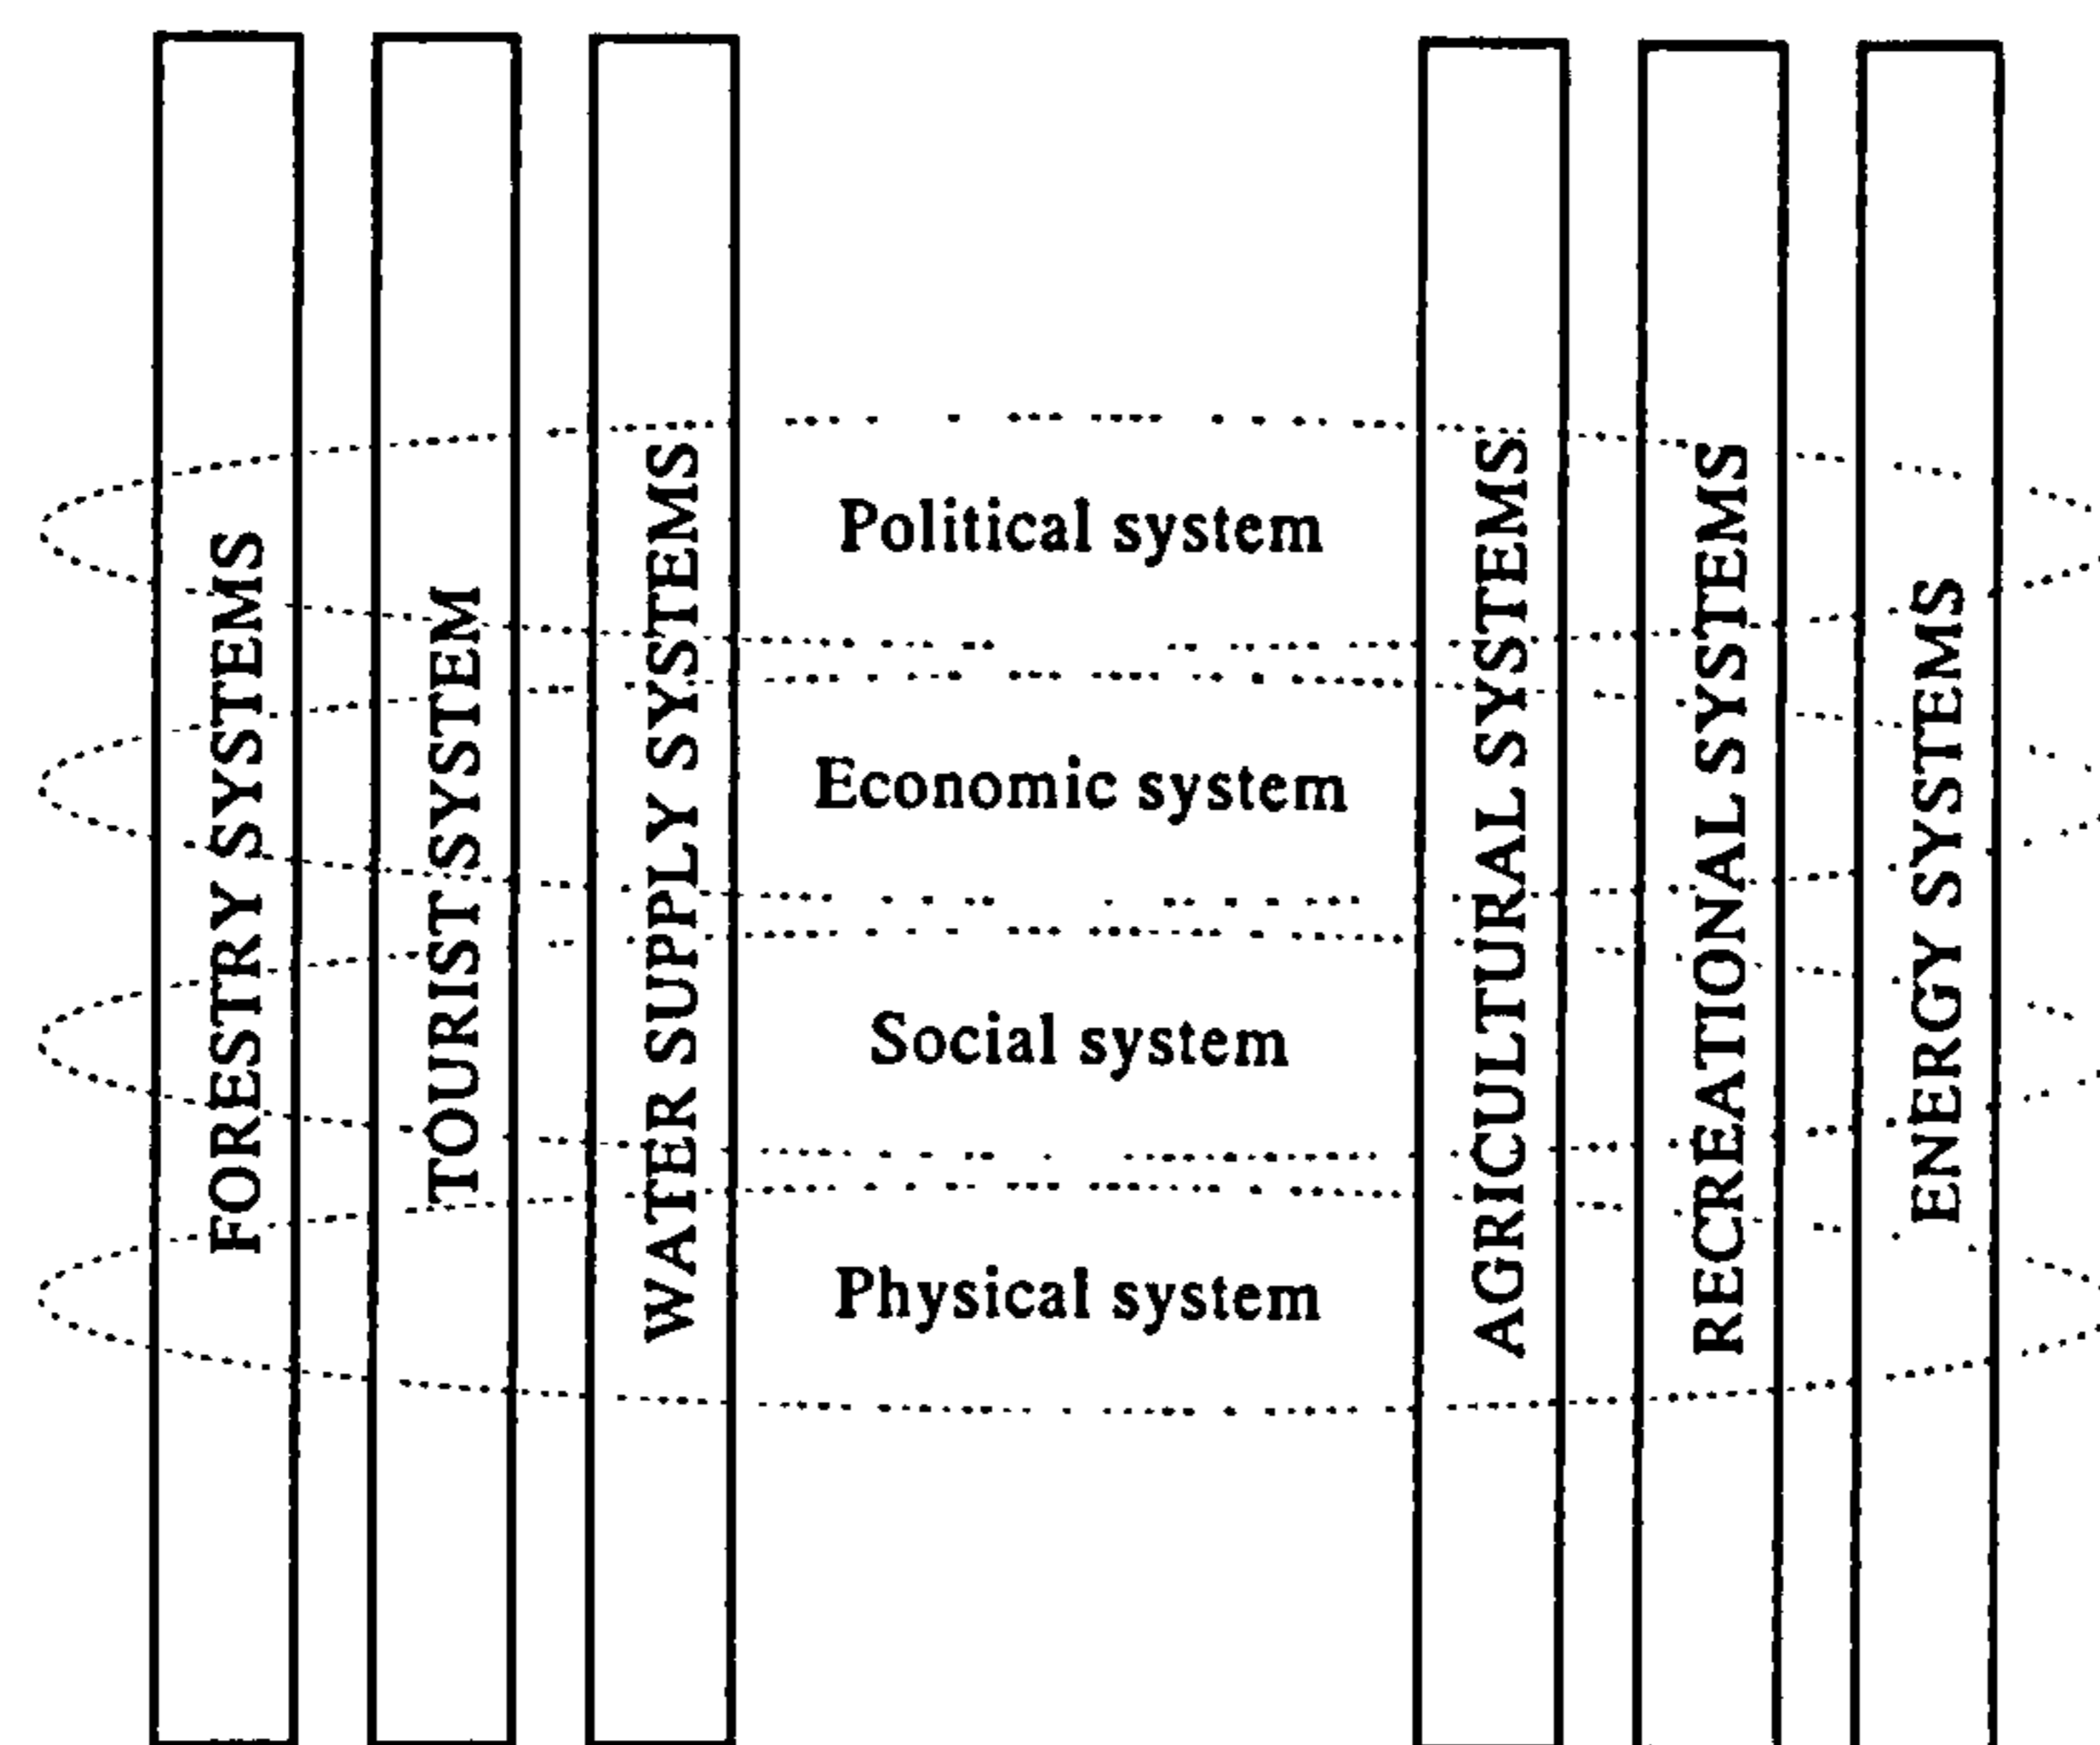 FORESTRY SYSTEMS
TOURIST SYSTEM
WATER SUPPLY SYSTEMS
Political system
Economic system
Social system
Physical system
AGRICULTURAL SYSTEMS
RECREATIONAL SYSTEMS
ENERGY SYSTEMS